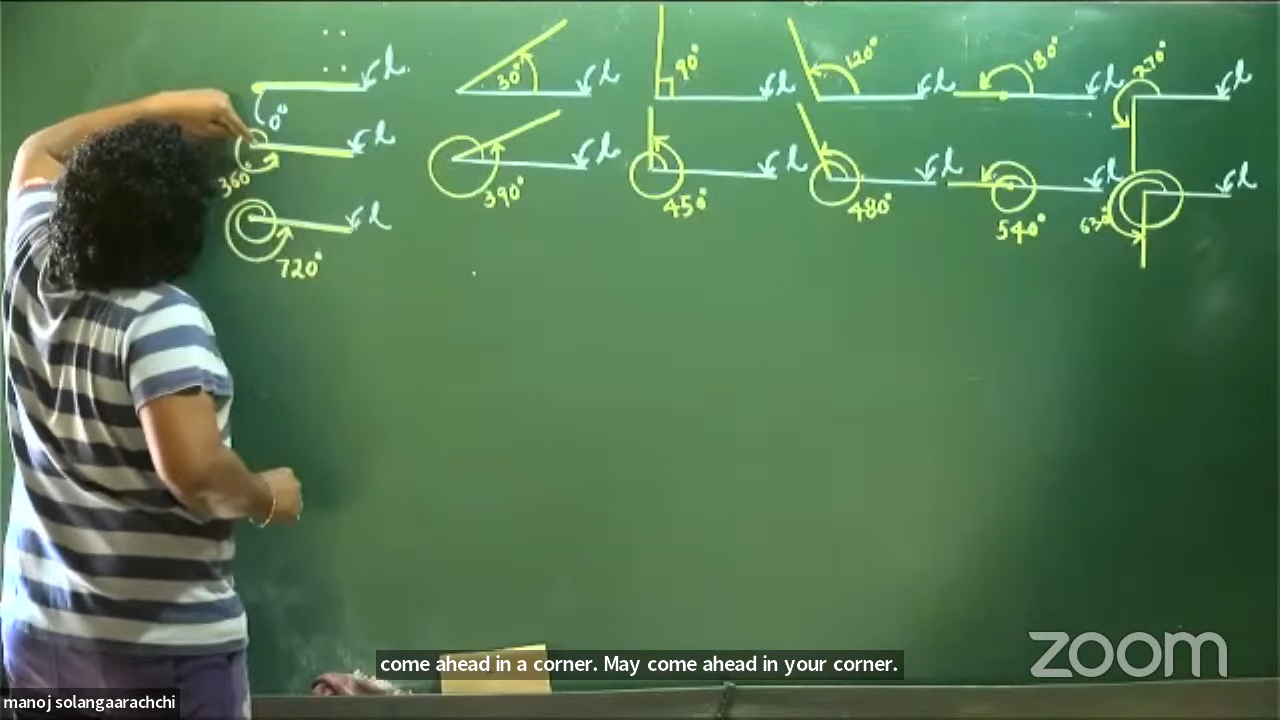 l 0°
30° l
90° l
120° l
180° l
270° l
360° l
390° l
450° l
480° l
540° l
630° l
720° l
come ahead in a corner. May come ahead in your corner.
zoom
manoj solangaarachchi